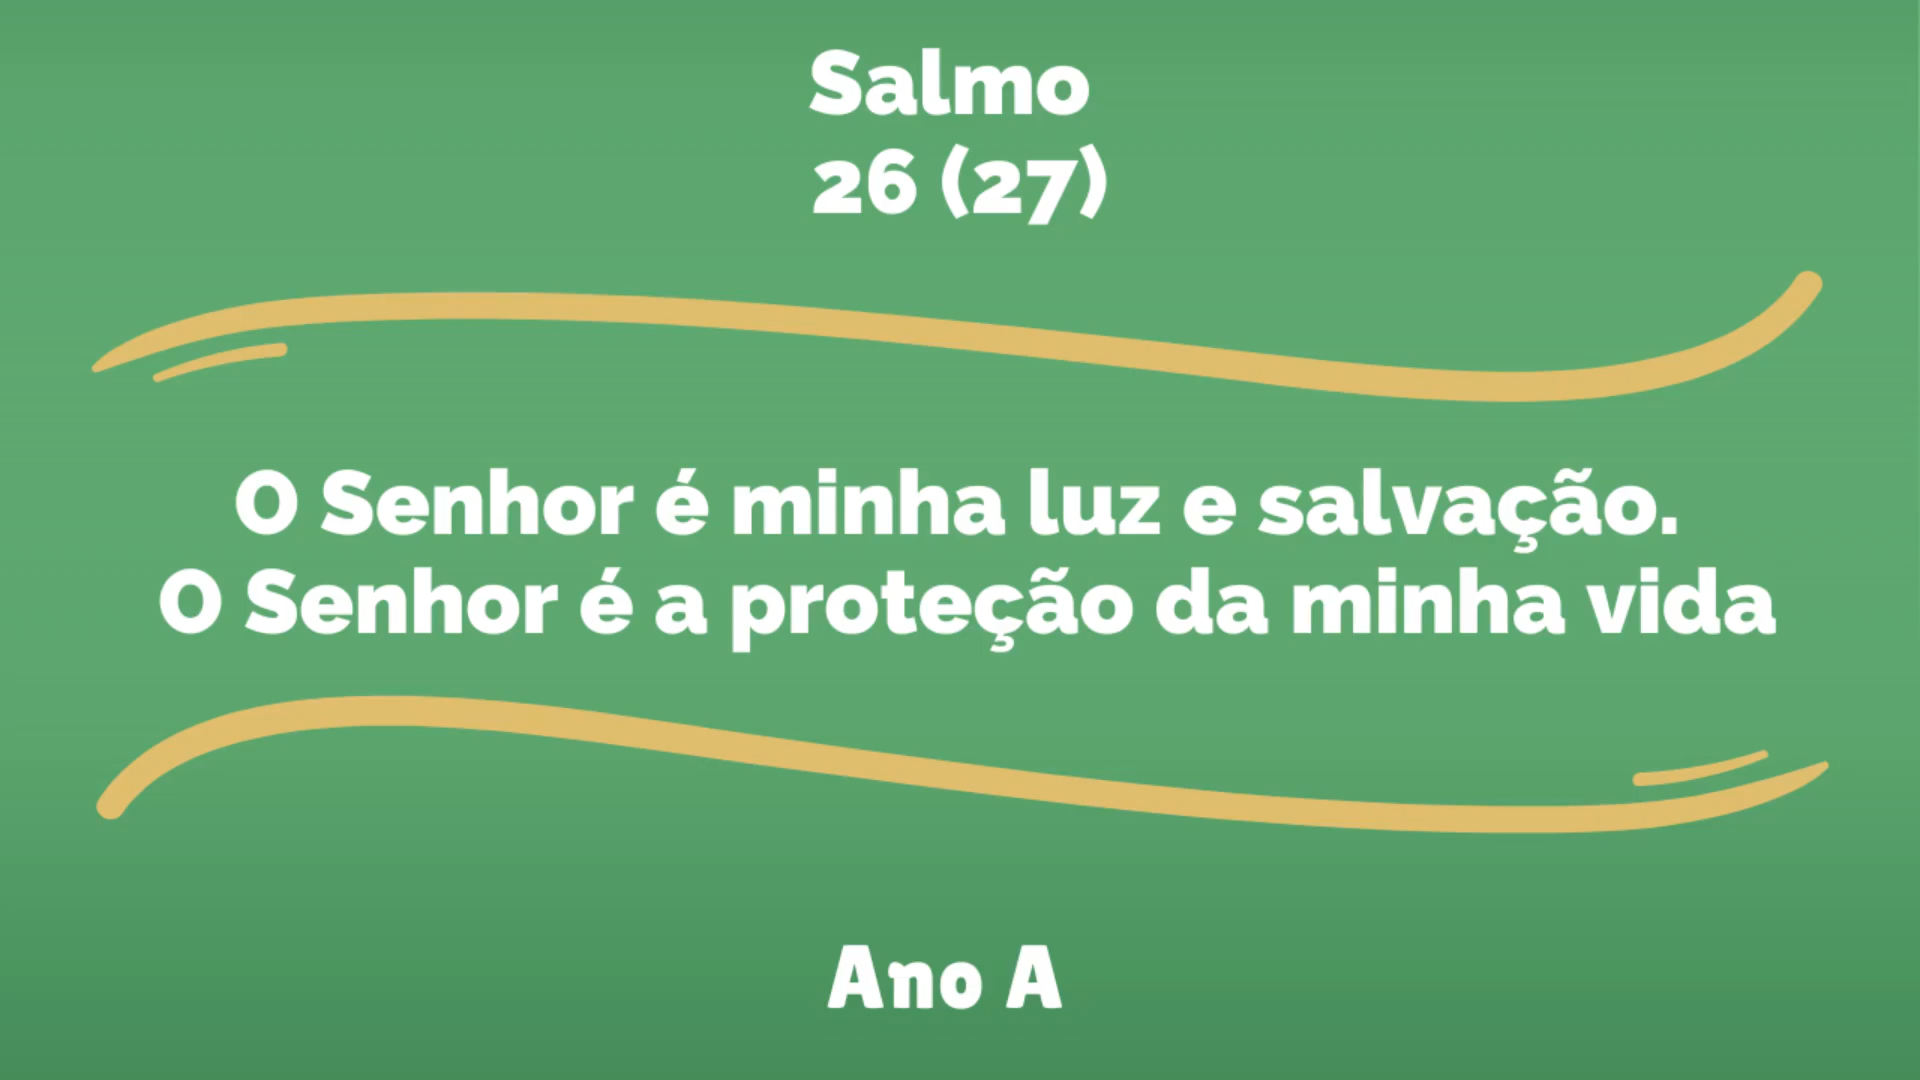 Salmo
26 (27)
O Senhor é minha luz e salvação.
O Senhor é a proteção da minha vida
Ano A